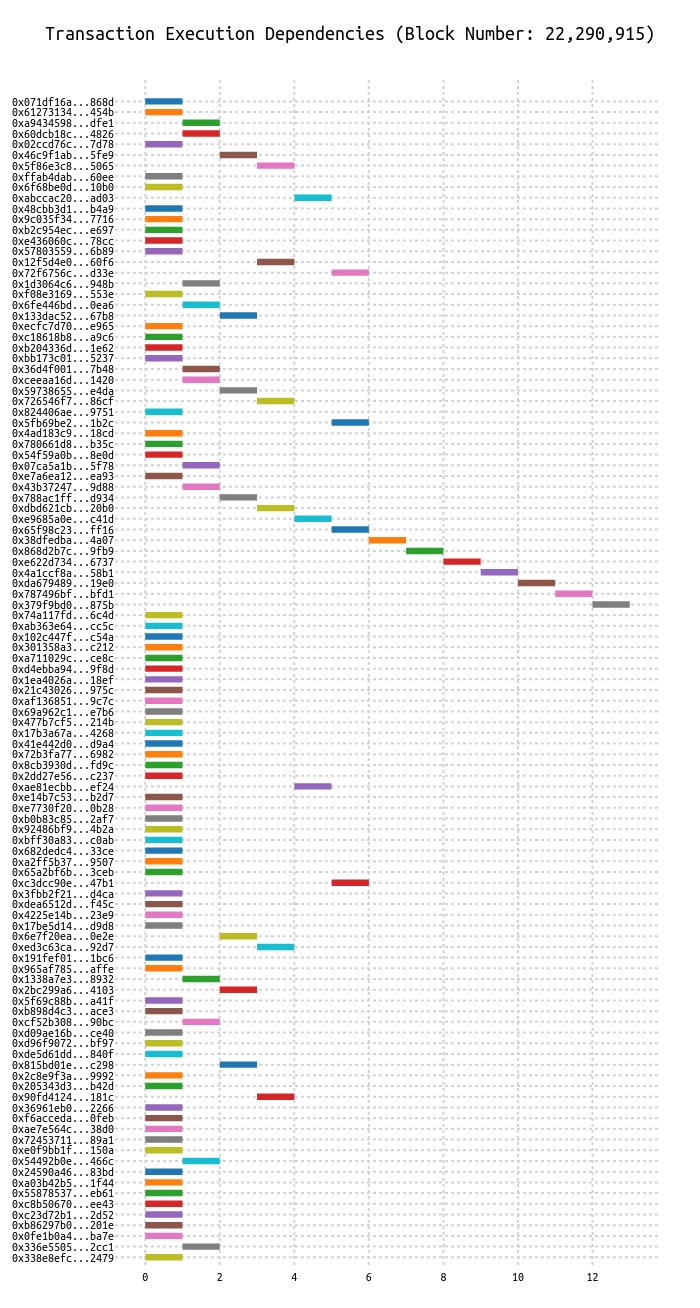 Transaction Execution Dependencies (Block Number: 22,290,915)
0x071df16a...868d
0x61273134...454b
0xa9434598...dfe1
0x60dcb18c...4826
0x02ccd76c...7d78
0x46c9f1ab...5fe9
0x5f86e3c8...5065
0xffab4dab...60ee
0x6f68be0d...10b0
0xabccac20...ad03
0x48cbb3d1...b4a9
0x9c035f34...7716
0xb2c954ec...e697
0xe436060c...78cc
0x57803559...6b89
0x12f5d4e0...60f6
0x72f6756c...d33e
0x1d3064c6...948b
0xf08e3169...553e
0x6fe446bd...0ea6
0x133dac52...67b8
0xecfc7d70...e965
0xc18618b8...a9c6
0xb204336d...1e62
0xbb173c01...5237
0x36d4f001...7b48
0xceeaa16d...1420
0x59738655...e4da
0x726546f7...86cf
0x824406ae...9751
0x5fb69be2...1b2c
0x4ad183c9...18cd
0x780661d8...b35c
0x54f59a0b...8e0d
0x07ca5a1b...5f78
0xe7a6ea12...ea93
0x43b37247...9d88
0x788ac1ff...d934
0xdbd621cb...20b0
0xe9685a0e...c41d
0x65f98c23...ff16
0x38dfedba...4a07
0x868d2b7c...9fb9
0xe622d734...6737
0x4a1ccf8a...58b1
0xda679489...19e0
0x787496bf...bfd1
0x379f9bd0...875b
0x74a117fd...6c4d
0xab363e64...cc5c
0x102c447f...c54a
0x301358a3...c212
0xa711029c...ce8c
0xd4ebba94...9f8d
0x1ea4026a...18ef
0x21c43026...975c
0xaf136851...9c7c
0x69a962c1...e7b6
0x477b7cf5...214b
0x17b3a67a...4268
0x41e442d0...d9a4
0x72b3fa77...6982
0x8cb3930d...fd9c
0x2dd27e56...c237
0xae81ecbb...ef24
0xe14b7c53...b2d7
0xe7730f20...0b28
0xb0b83c85...2af7
0x92486bf9...4b2a
0xbff30a83...c0ab
0x682dedc4...33ce
0xa2ff5b37...9507
0x65a2bf6b...3ceb
0xc3dcc90e...47b1
0x3fbb2f21...d4ca
0xdea6512d...f45c
0x4225e14b...23e9
0x17be5d14...d9d8
0x6e7f20ea...0e2e
0xed3c63ca...92d7
0x191fef01...1bc6
0x965af785...affe
0x1338a7e3...8932
0x2bc299a6...4103
0x5f69c88b...a41f
0xb898d4c3...ace3
0xcf52b308...90bc
0xd09ae16b...ce40
0xd96f9072...bf97
0xde5d61dd...840f
0x815bd01e...c298
0x2c8e9f3a...9992
0x205343d3...b42d
0x90fd4124...181c
0x36961eb0...2266
0xf6acceda...0feb
0xae7e564c...38d0
0x72453711...89a1
0xe0f9bb1f...150a
0x54492b0e...466c
0x24590a46...83bd
0xa03b42b5...1f44
0x55878537...eb61
0xc8b50670...ee43
0xc23d72b1...2d52
0xb86297b0...201e
0x0fe1b0a4...ba7e
0x336e5505...2cc1
0x338e8efc...2479
0 2 4 6 8 10 12